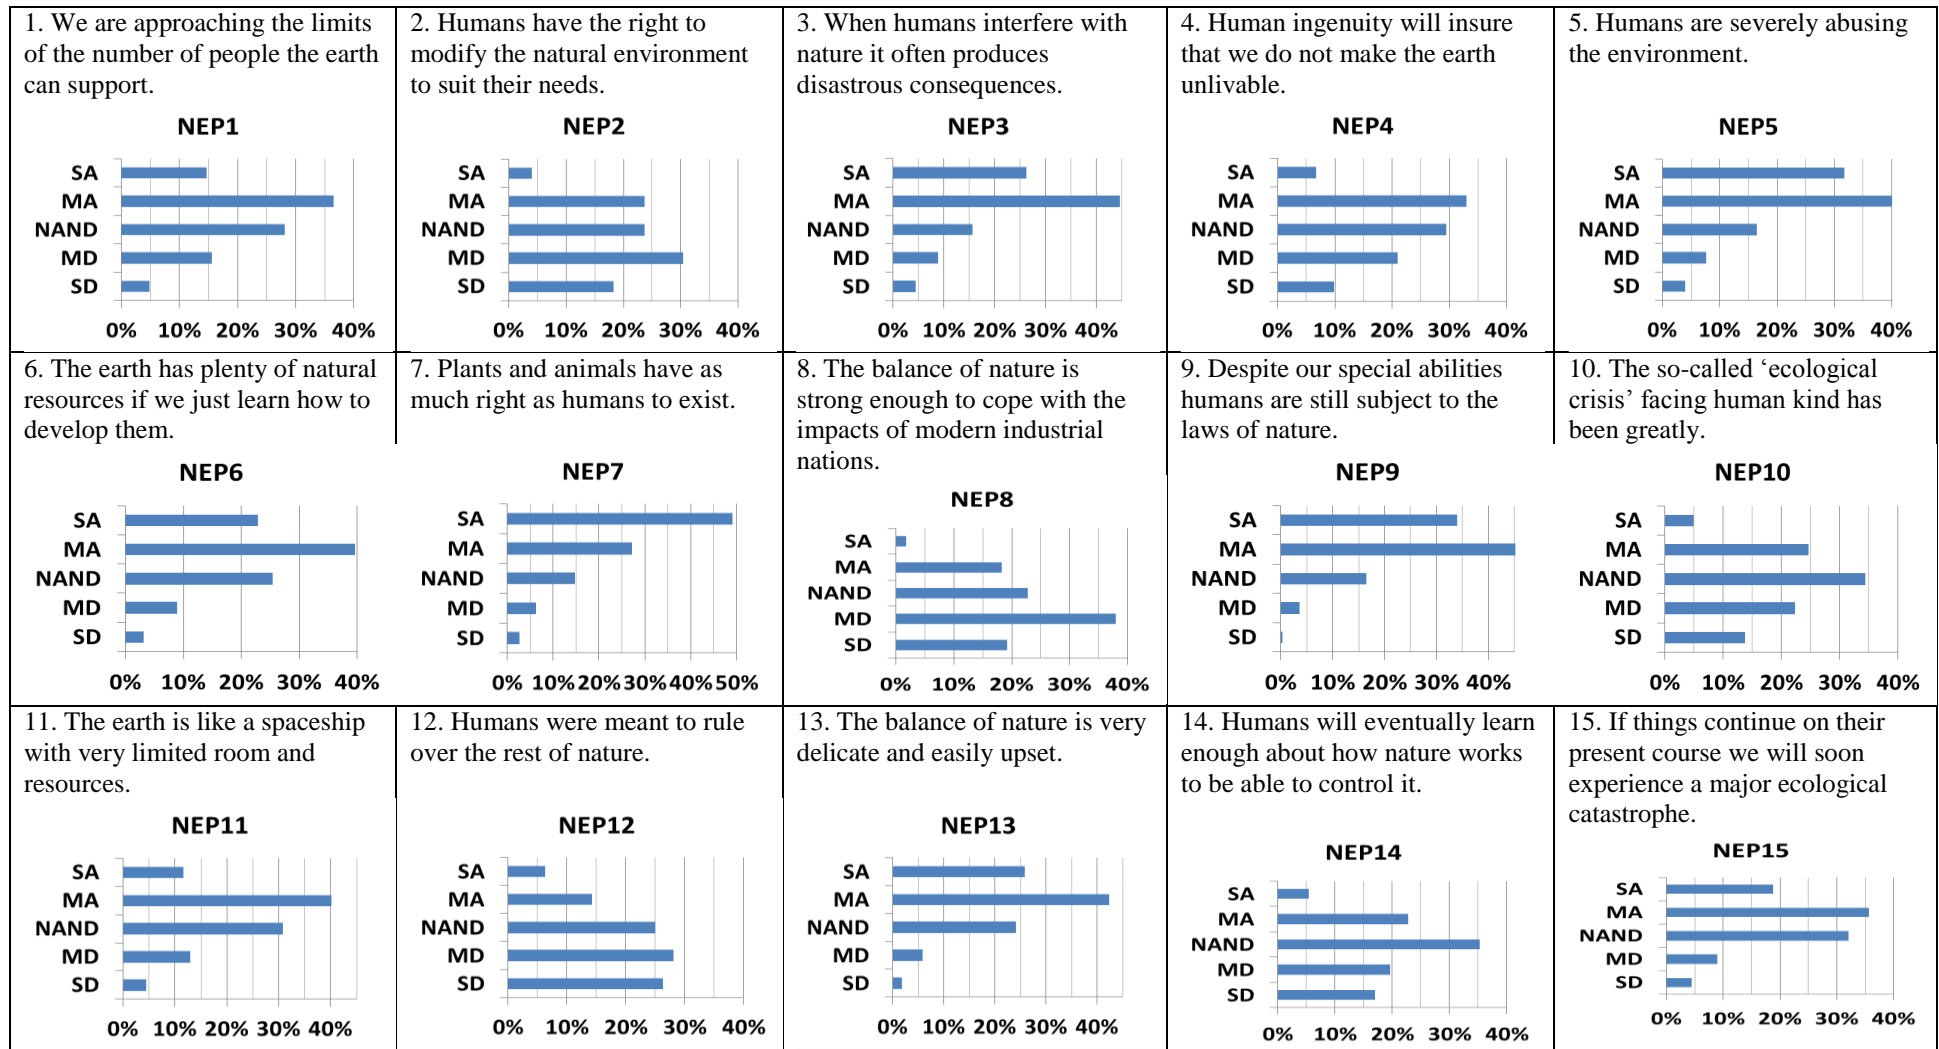 1. We are approaching the limits
of the number of people the earth
can support.
NEP1
SA
MA
NAND
MD
SD
0% 10% 20% 30% 40%
2. Humans have the right to
modify the natural environment
to suit their needs.
NEP2
SA
MA
NAND
MD
SD
0% 10% 20% 30% 40%
3. When humans interfere with
nature it often produces
disastrous consequences.
NEP3
SA
MA
NAND
MD
SD
0% 10% 20% 30% 40%
4. Human ingenuity will insure
that we do not make the earth
unlivable.
NEP4
SA
MA
NAND
MD
SD
0% 10% 20% 30% 40%
5. Humans are severely abusing
the environment.
NEP5
SA
MA
NAND
MD
SD
0% 10% 20% 30% 40%
6. The earth has plenty of natural
resources if we just learn how to
develop them.
NEP6
SA
MA
NAND
MD
SD
0% 10% 20% 30% 40%
7. Plants and animals have as
much right as humans to exist.
NEP7
SA
MA
NAND
MD
SD
0% 10% 20% 30% 40% 50%
8. The balance of nature is
strong enough to cope with the
impacts of modern industrial
nations.
NEP8
SA
MA
NAND
MD
SD
0% 10% 20% 30% 40%
9. Despite our special abilities
humans are still subject to the
laws of nature.
NEP9
SA
MA
NAND
MD
SD
0% 10% 20% 30% 40%
10. The so-called ‘ecological
crisis’ facing human kind has
been greatly.
NEP10
SA
MA
NAND
MD
SD
0% 10% 20% 30% 40%
11. The earth is like a spaceship
with very limited room and
resources.
NEP11
SA
MA
NAND
MD
SD
0% 10% 20% 30% 40%
12. Humans were meant to rule
over the rest of nature.
NEP12
SA
MA
NAND
MD
SD
0% 10% 20% 30% 40%
13. The balance of nature is very
delicate and easily upset.
NEP13
SA
MA
NAND
MD
SD
0% 10% 20% 30% 40%
14. Humans will eventually learn
enough about how nature works
to be able to control it.
NEP14
SA
MA
NAND
MD
SD
0% 10% 20% 30% 40%
15. If things continue on their
present course we will soon
experience a major ecological
catastrophe.
NEP15
SA
MA
NAND
MD
SD
0% 10% 20% 30% 40%